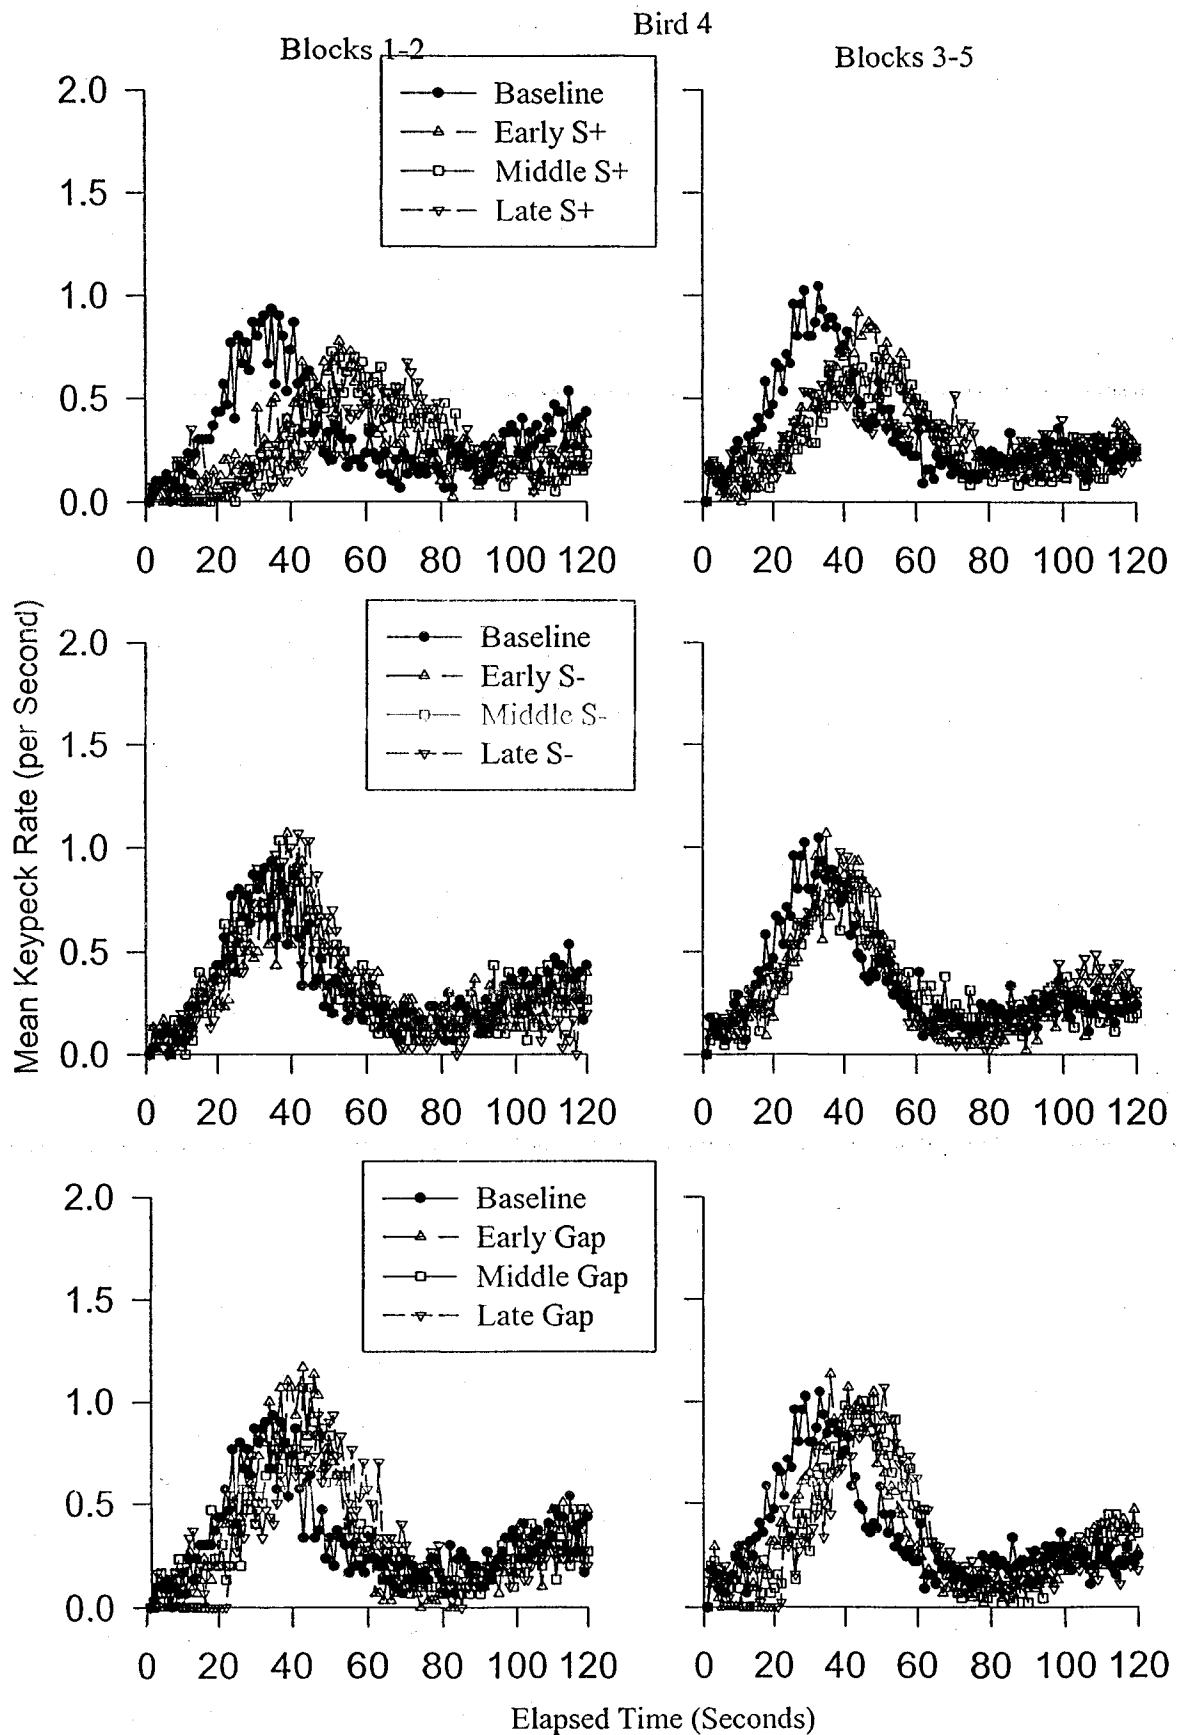 Bird 4
Blocks 1-2
Blocks 3-5
Baseline
Early S+
Middle S+
Late S+
2.0
1.5
1.0
0.5
0.0
0 20 40 60 80 100 120
0 20 40 60 80 100 120
Mean Keypeck Rate (per Second)
Baseline
Early S-
Middle S-
Late S-
2.0
1.5
1.0
0.5
0.0
0 20 40 60 80 100 120
0 20 40 60 80 100 120
Baseline
Early Gap
Middle Gap
Late Gap
2.0
1.5
1.0
0.5
0.0
0 20 40 60 80 100 120
0 20 40 60 80 100 120
Elapsed Time (Seconds)